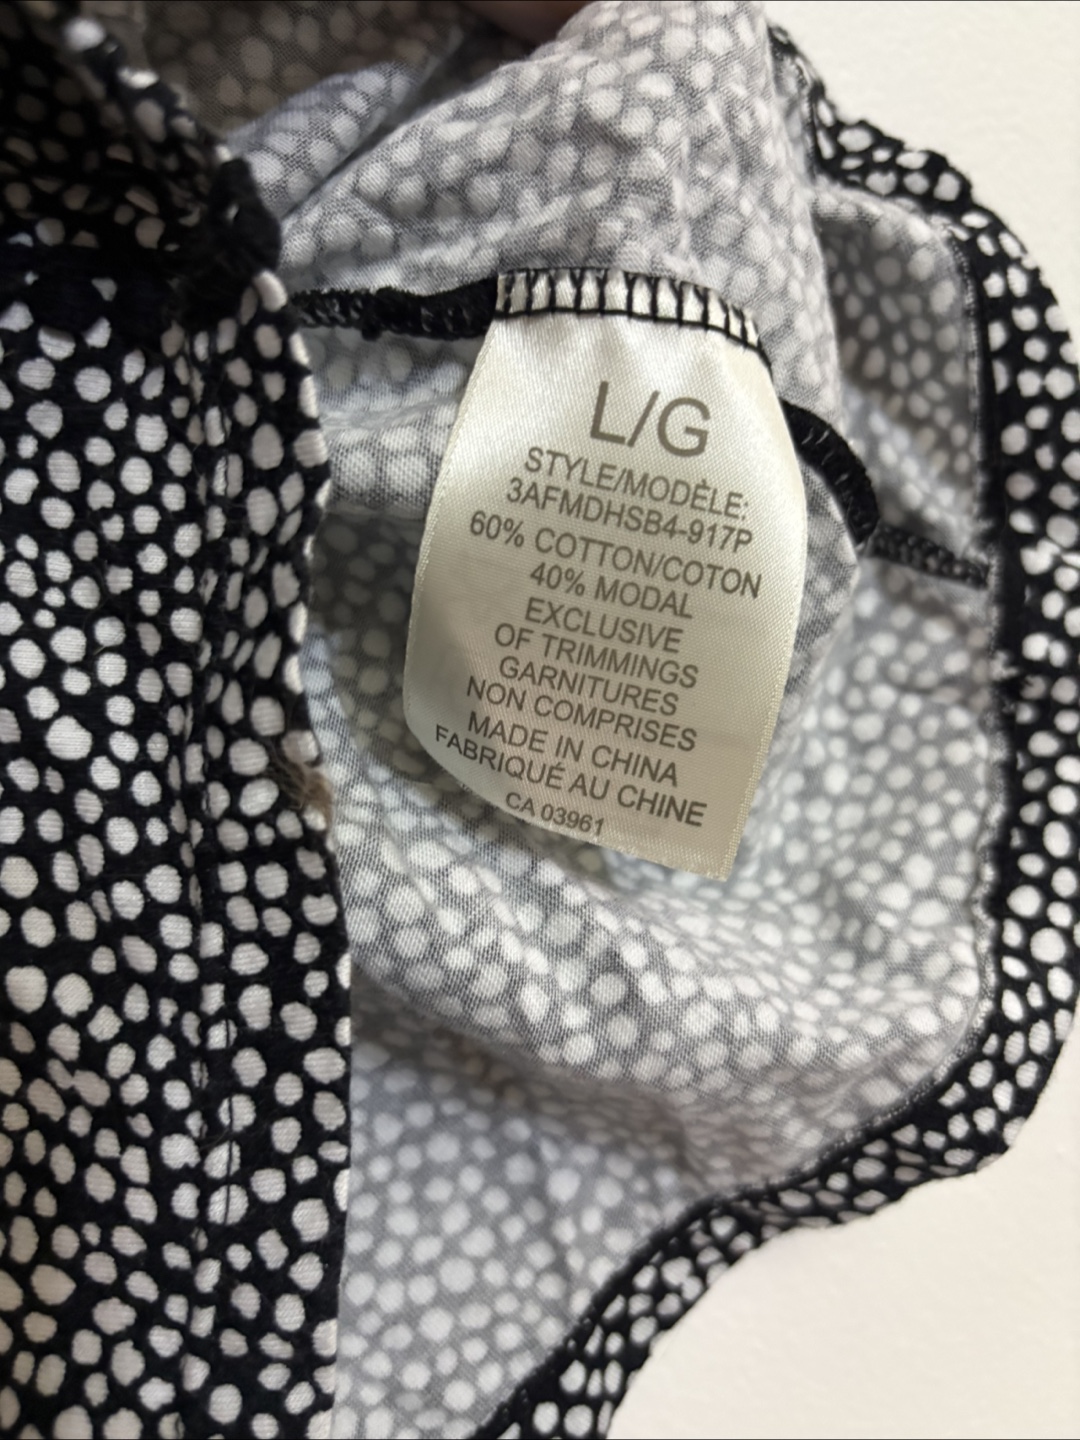 L/G
STYLE/MODÈLE:
3AFMDHSB4-917P
60% COTTON/COTON
40% MODAL
EXCLUSIVE
OF TRIMMINGS
GARNITURES
NON COMPRISES
MADE IN CHINA
FABRIQUÉ AU CHINE
CA 03961